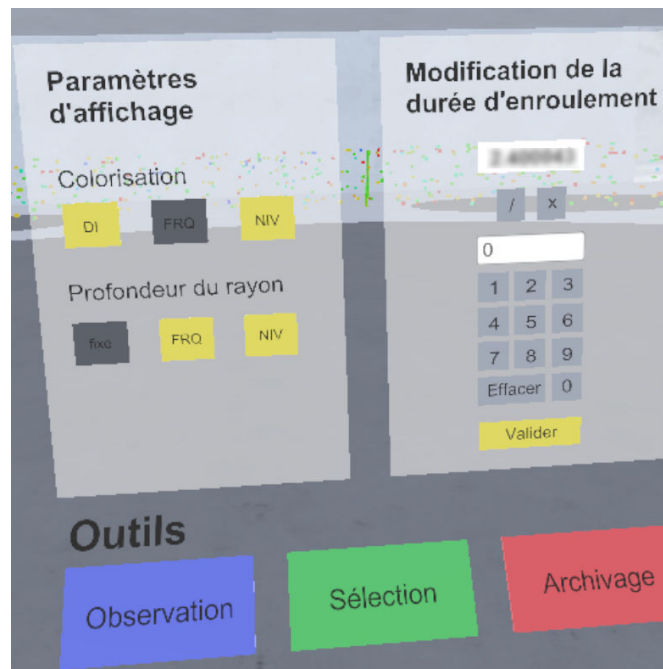 Paramètres
d'affichage
Colorisation
DI FRQ NIV
Profondeur du rayon
fixe FRQ NIV
Modification de la
durée d'enroulement
/ x
0
1 2 3
4 5 6
7 8 9
Effacer 0
Valider
Outils
Observation Sélection Archivage